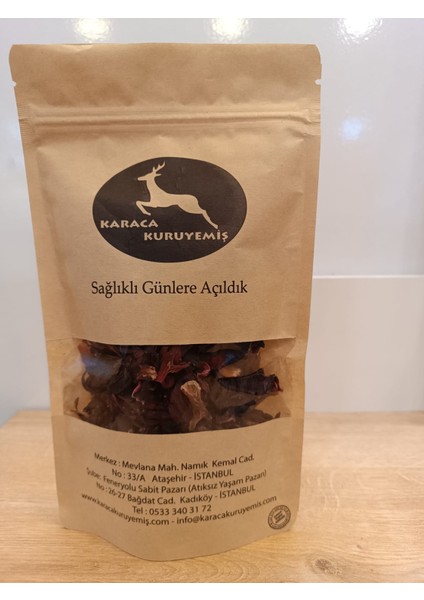 KARACA
KURUYEMİŞ
Sağlıklı Günlere Açıldık
Merkez : Mevlana Mah. Namık Kemal Cad.
No : 33/A Ataşehir - İSTANBUL
Şube: Feneryolu Sabit Pazarı (Atıksız Yaşam Pazarı)
No : 26-27 Bağdat Cad. Kadıköy - İSTANBUL
Tel : 0533 340 31 72
www.karacakuruyemiş.com - info@karacakuruyemis.com